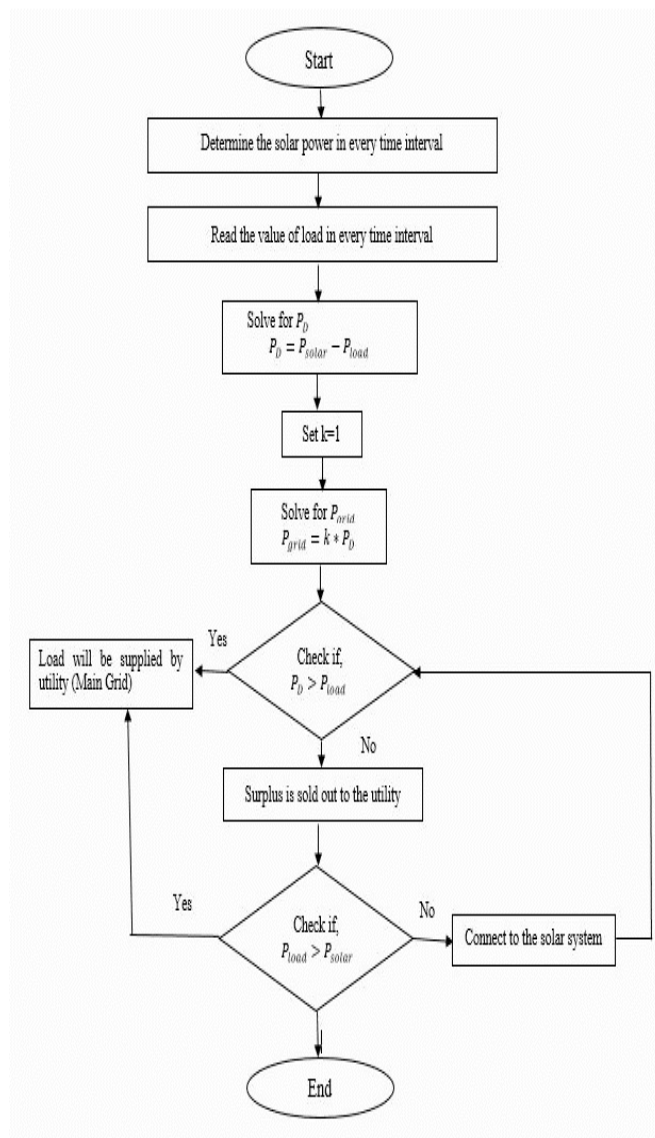 Start
Determine the solar power in every time interval
Read the value of load in every time interval
Solve for P_D
P_D = P_solar − P_load
Set k=1
Solve for P_grid
P_grid = k ∗ P_D
Yes
Check if,
P_D > P_load
Load will be supplied by
utility (Main Grid)
No
Surplus is sold out to the utility
Yes
Check if,
P_load > P_solar
No
Connect to the solar system
End